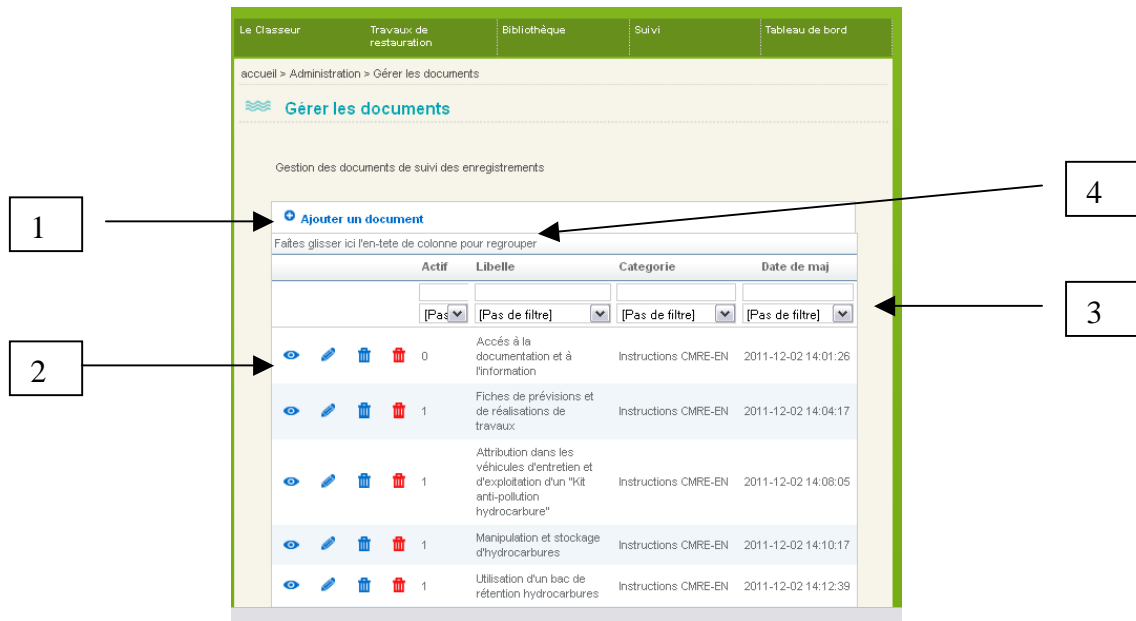 Le Classeur Travaux de restauration Bibliothèque Suivi Tableau de bord
accueil > Administration > Gérer les documents
Gérer les documents
Gestion des documents de suivi des enregistrements
4
1
Ajouter un document
Faîtes glisser ici l'en-tete de colonne pour regrouper
Actif Libelle Categorie Date de maj
3
[Pas [Pas de filtre] [Pas de filtre] [Pas de filtre]
2
0 Accés à la
documentation et à
l'information Instructions CMRE-EN 2011-12-02 14:01:26
1 Fiches de prévisions et
de réalisations de
travaux Instructions CMRE-EN 2011-12-02 14:04:17
1 Attribution dans les
véhicules d'entretien et
d'exploitation d'un "Kit
anti-pollution
hydrocarbure" Instructions CMRE-EN 2011-12-02 14:08:05
1 Manipulation et stockage
d'hydrocarbures Instructions CMRE-EN 2011-12-02 14:10:17
1 Utilisation d'un bac de
rétention hydrocarbures Instructions CMRE-EN 2011-12-02 14:12:39